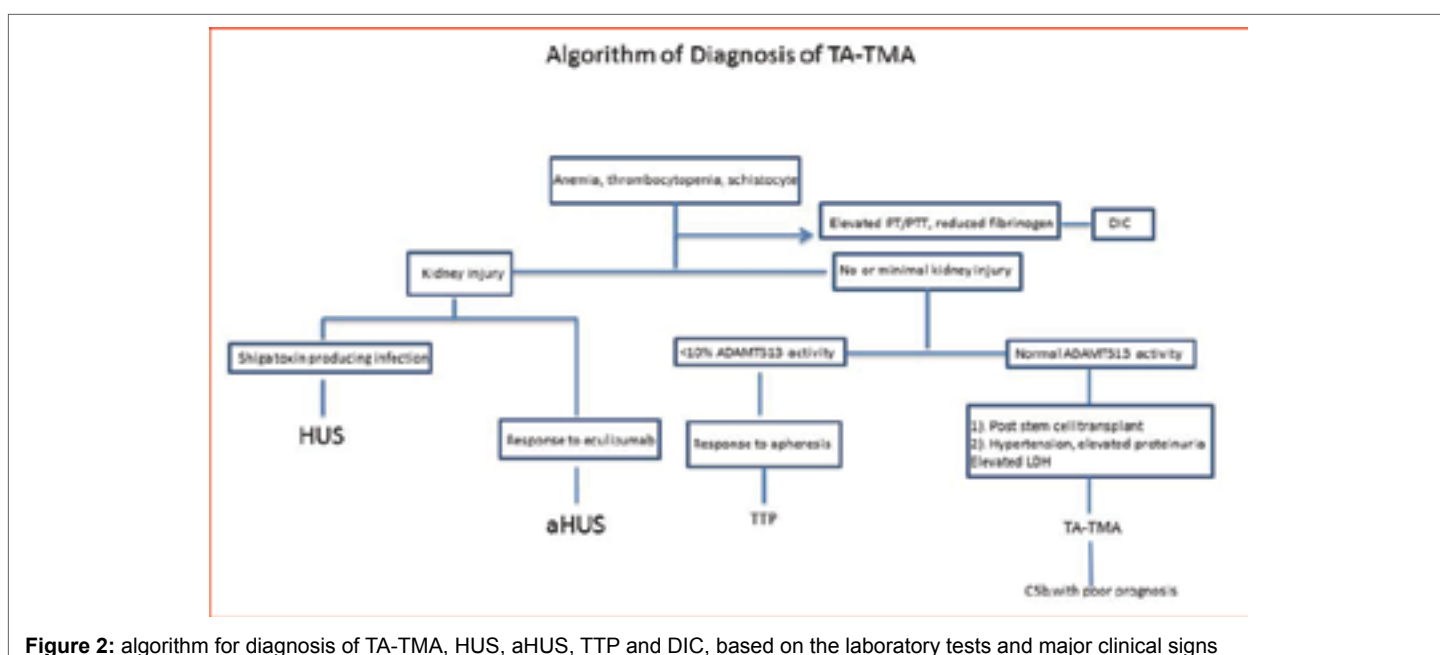 Algorithm of Diagnosis of TA-TMA
Anemia, thrombocytopenia, schistocyte
Elevated PT/PTT, reduced fibrinogen
DIC
Kidney injury
No or minimal kidney injury
Shigatoxin producing infection
<10% ADAMTS13 activity
Normal ADAMTS13 activity
HUS
Response to eculizumab
Response to apheresis
1). Post stem cell transplant
2). Hypertension, elevated proteinuria
Elevated LDH
aHUS
TTP
TA-TMA
C5b with poor prognosis
Figure 2: algorithm for diagnosis of TA-TMA, HUS, aHUS, TTP and DIC, based on the laboratory tests and major clinical signs